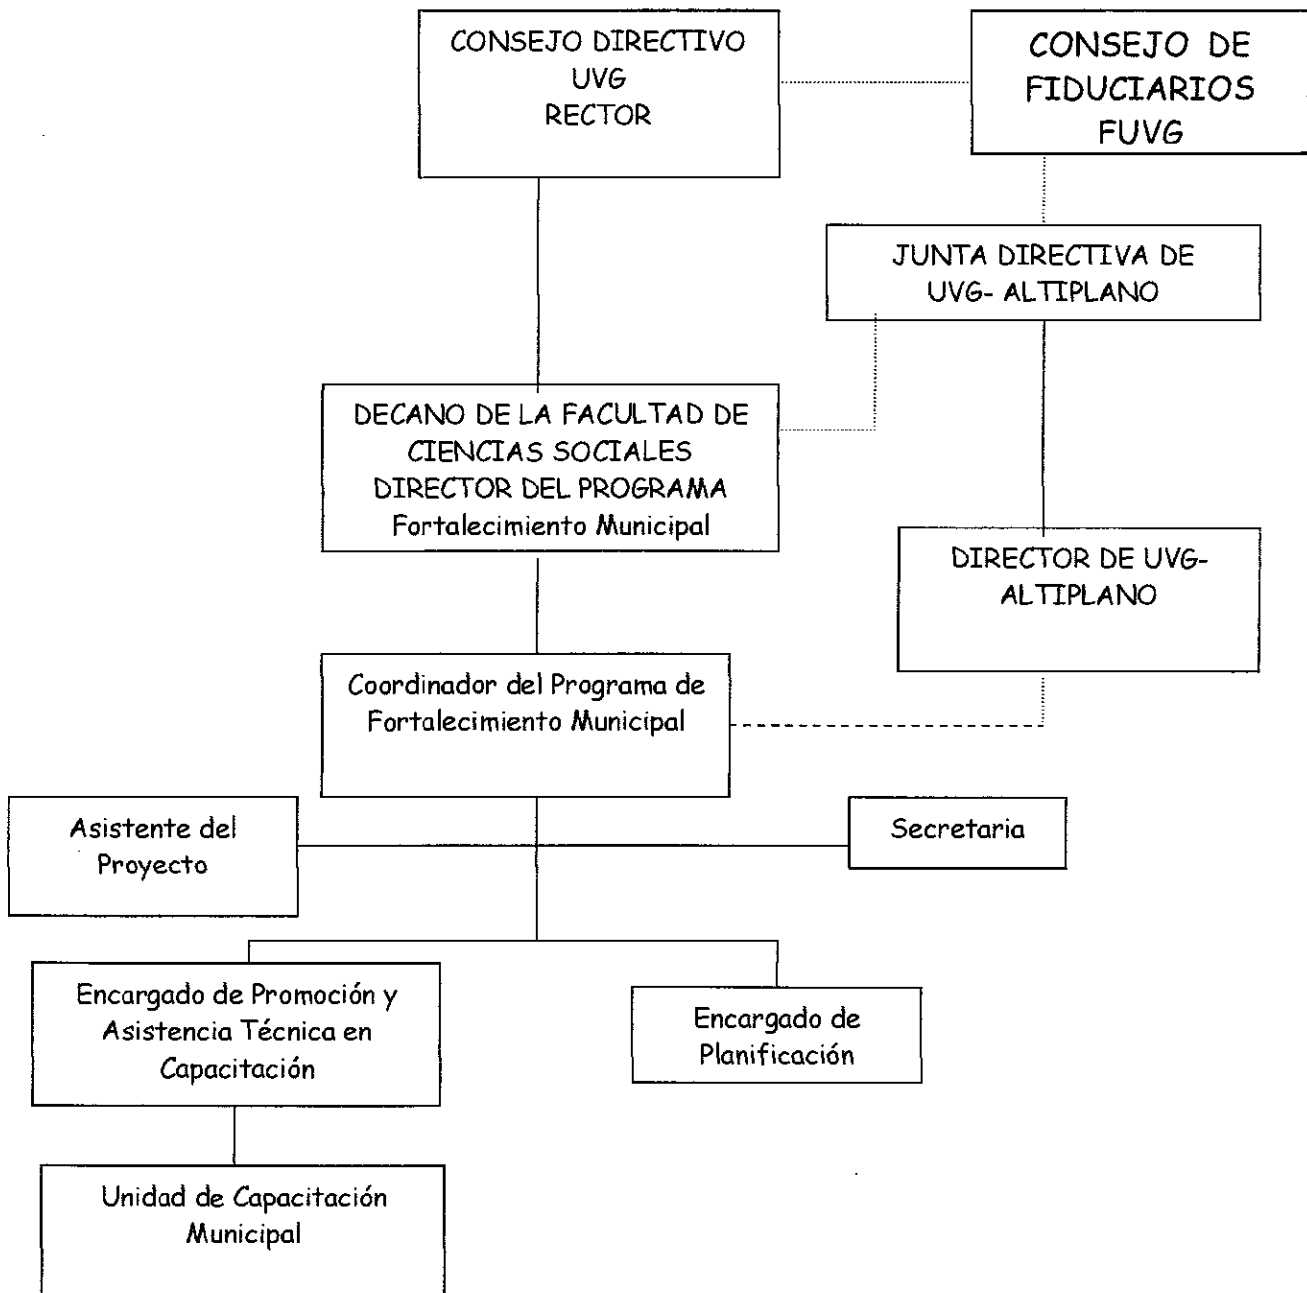 CONSEJO DIRECTIVO
UVG
RECTOR
CONSEJO DE
FIDUCIARIOS
FUVG
JUNTA DIRECTIVA DE
UVG- ALTIPLANO
DECANO DE LA FACULTAD DE
CIENCIAS SOCIALES
DIRECTOR DEL PROGRAMA
Fortalecimiento Municipal
DIRECTOR DE UVG-
ALTIPLANO
Coordinador del Programa de
Fortalecimiento Municipal
Asistente del
Proyecto
Secretaria
Encargado de Promoción y
Asistencia Técnica en
Capacitación
Encargado de
Planificación
Unidad de Capacitación
Municipal